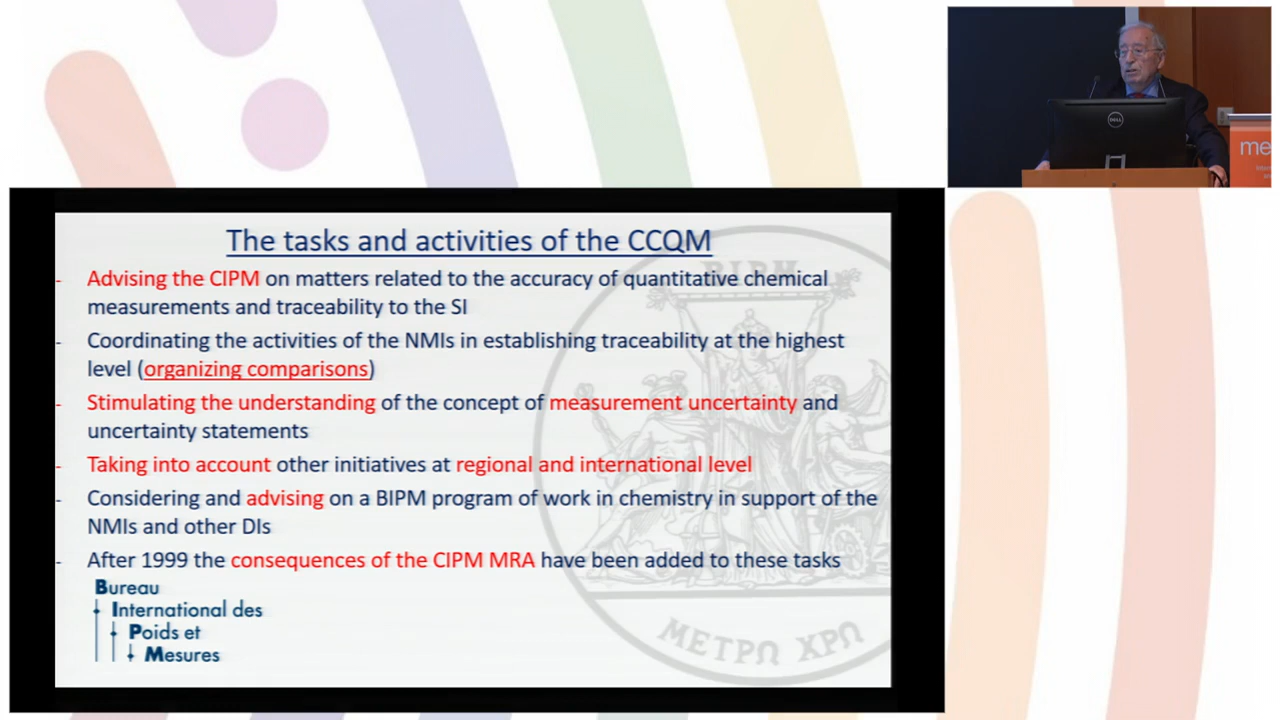 DELL
me
The tasks and activities of the CCQM
- Advising the CIPM on matters related to the accuracy of quantitative chemical
measurements and traceability to the SI
- Coordinating the activities of the NMIs in establishing traceability at the highest
level (organizing comparisons)
- Stimulating the understanding of the concept of measurement uncertainty and
uncertainty statements
- Taking into account other initiatives at regional and international level
- Considering and advising on a BIPM program of work in chemistry in support of the
NMIs and other DIs
- After 1999 the consequences of the CIPM MRA have been added to these tasks
Bureau
International des
Poids et
Mesures
BIPM
ΜΕΤΡΩ ΧΡΩ